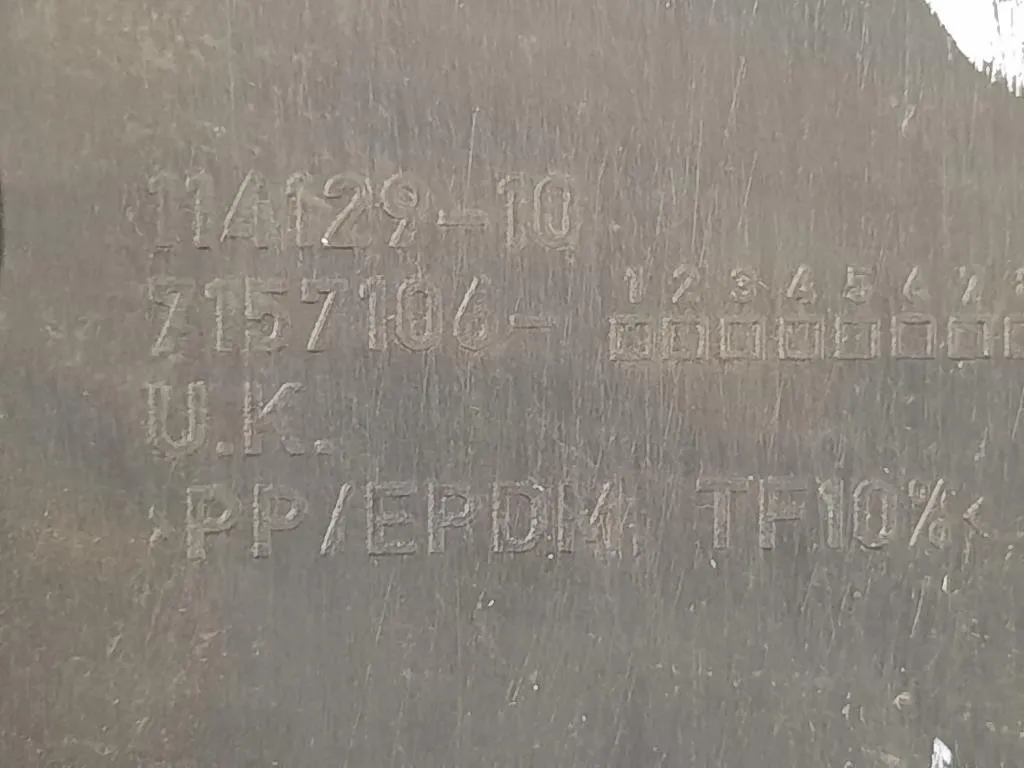 11A129-10
7157106-
1 2 3 4 5 6 7
U.K.
>PP/EPDM TF10%<